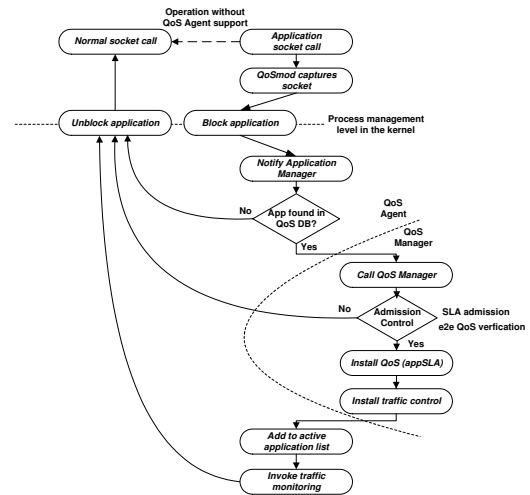 Operation without
QoS Agent support
Normal socket call
Application
socket call
QoSmod captures
socket
Unblock application
Block application
Process management
level in the kernel
Notify Application
Manager
No
App found in
QoS DB?
Yes
QoS
Agent
QoS
Manager
Call QoS Manager
No
Admission
Control
SLA admission
e2e QoS verfication
Yes
Install QoS (appSLA)
Install traffic control
Add to active
application list
Invoke traffic
monitoring